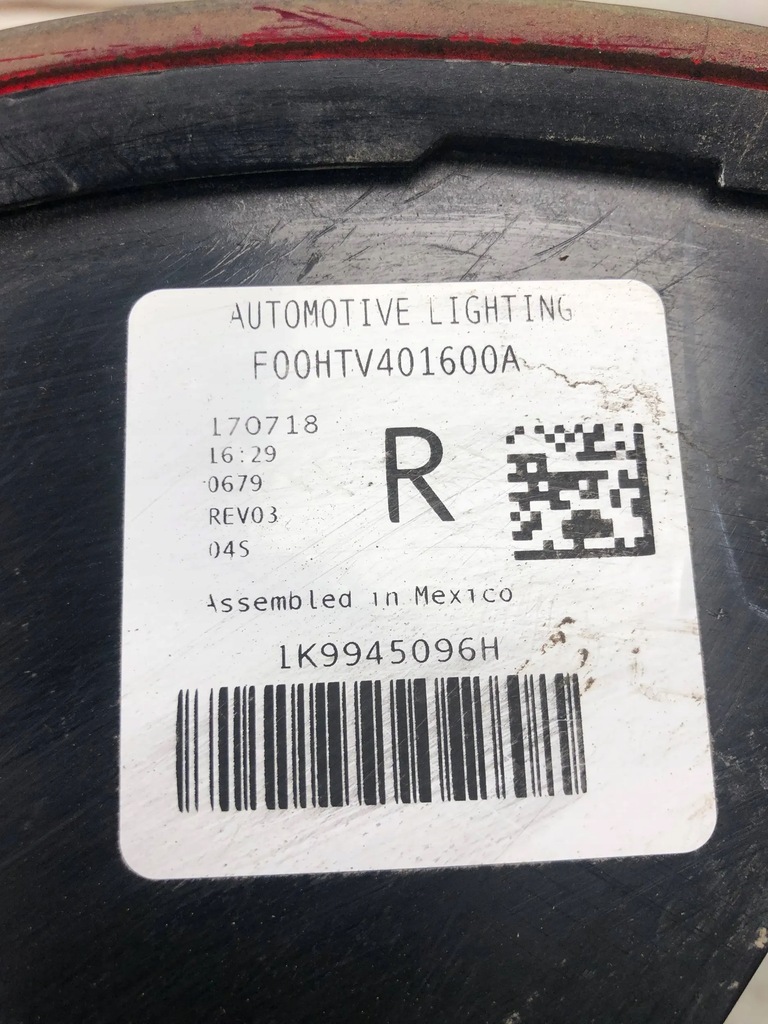 AUTOMOTIVE LIGHTING
F00HTV401600A
170718
16:29
0679
REV03
04S
R
Assembled in Mexico
1K9945096H